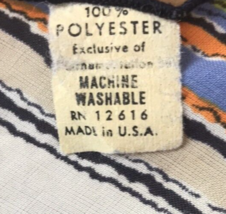 100%
POLYESTER
Exclusive of
MACHINE
WASHABLE
RN 12616
MADE IN U.S.A.